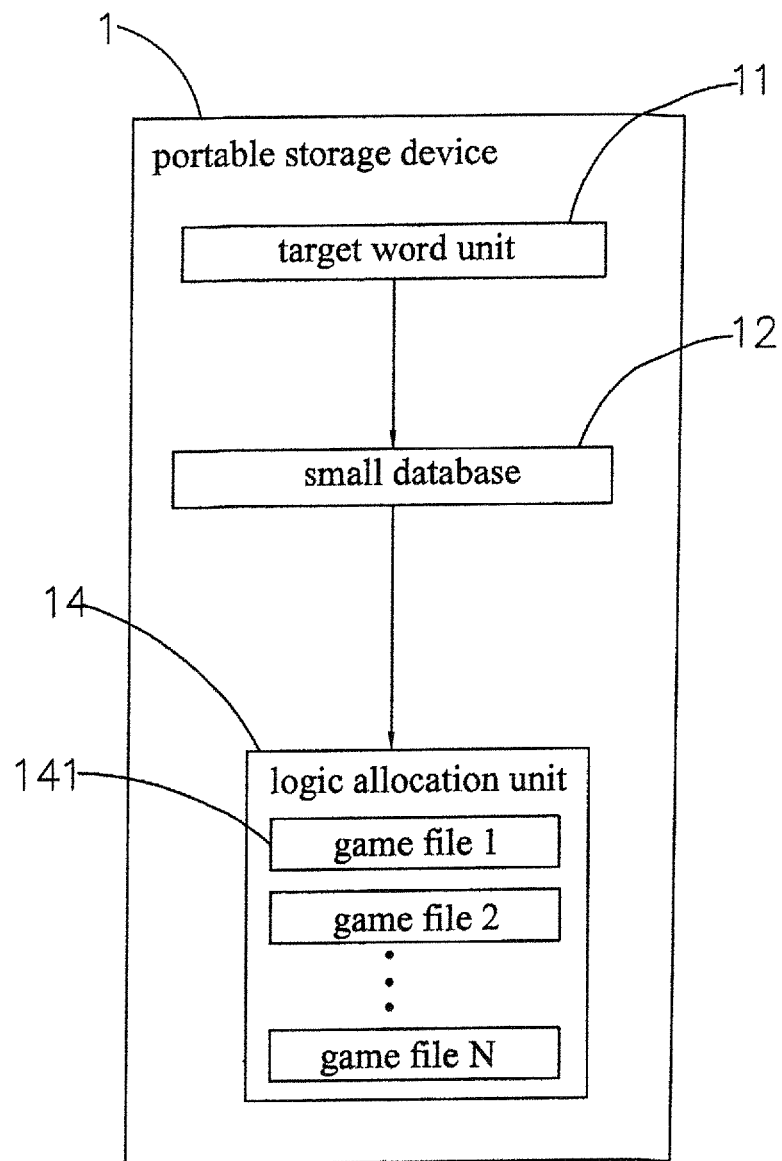 1
11
portable storage device
target word unit
12
small database
14
141
logic allocation unit
game file 1
game file 2
game file N